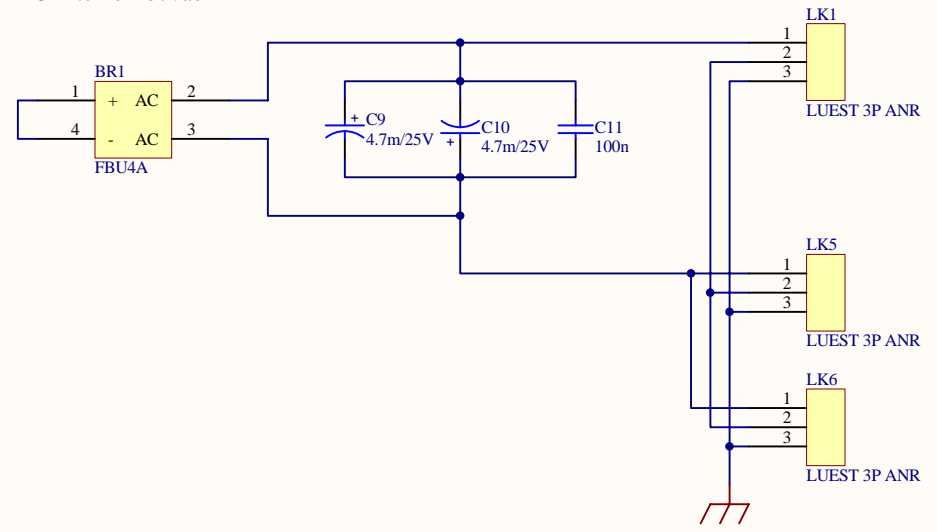 LK1
1
2
3
LUEST 3P ANR
BR1
1
+
AC
2
4
-
AC
3
FBU4A
+
C9
4.7m/25V
+
C10
4.7m/25V
C11
100n
LK5
1
2
3
LUEST 3P ANR
LK6
1
2
3
LUEST 3P ANR